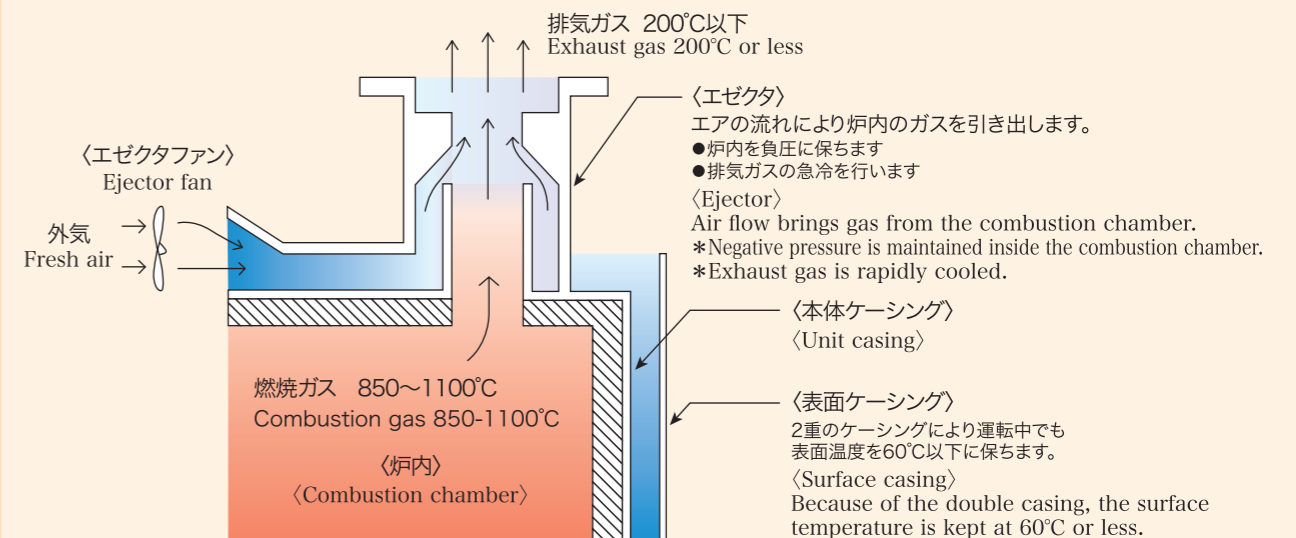 排気ガス 200℃以下
Exhaust gas 200℃ or less
〈エゼクタ〉
エアの流れにより炉内のガスを引き出します。
●炉内を負圧に保ちます
●排気ガスの急冷を行います
〈Ejector〉
Air flow brings gas from the combustion chamber.
*Negative pressure is maintained inside the combustion chamber.
*Exhaust gas is rapidly cooled.
〈エゼクタファン〉
Ejector fan
外気
Fresh air
〈本体ケーシング〉
〈Unit casing〉
燃焼ガス 850〜1100℃
Combustion gas 850-1100℃
〈炉内〉
〈Combustion chamber〉
〈表面ケーシング〉
2重のケーシングにより運転中でも
表面温度を60℃以下に保ちます。
〈Surface casing〉
Because of the double casing, the surface
temperature is kept at 60℃ or less.